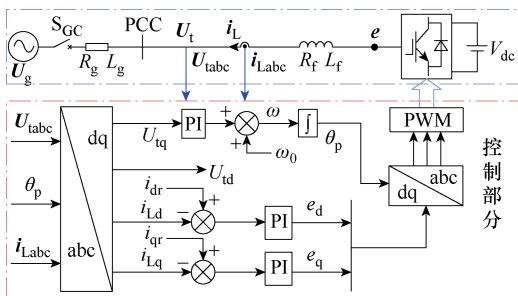 S_GC
PCC
U_t
i_L
e
U_g
R_g L_g
U_tabc
i_Labc
R_f L_f
V_dc
U_tabc
dq
U_tq
PI
+
+
ω
ω_0
∫
θ_p
PWM
控制部分
θ_p
U_td
i_dr
+
i_Ld
−
PI
e_d
abc
dq
i_Labc
abc
i_qr
+
i_Lq
−
PI
e_q